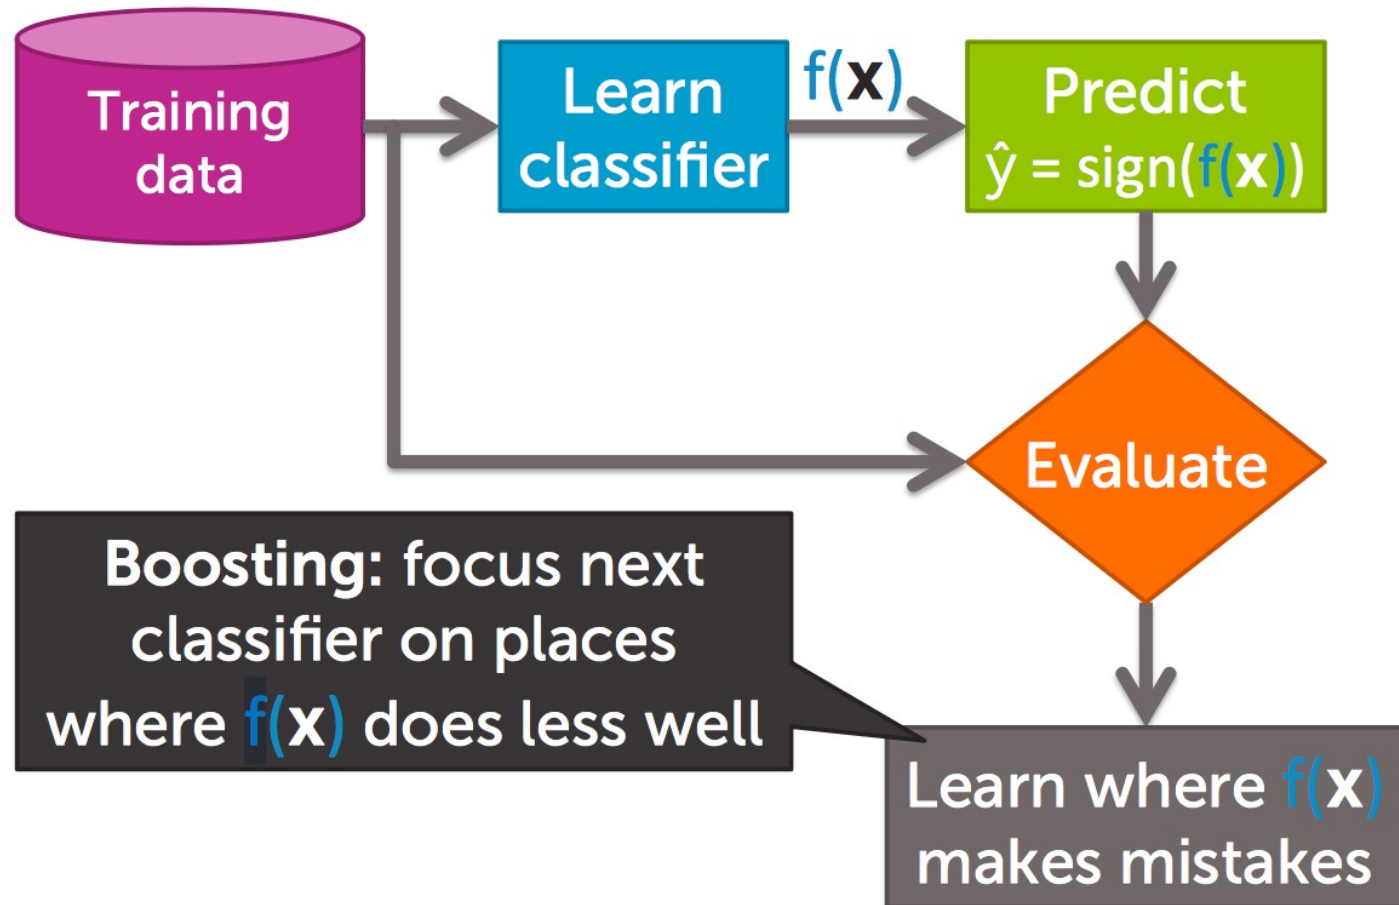 Training
data
Learn
classifier
f(x)
Predict
ŷ = sign(f(x))
Evaluate
Boosting: focus next
classifier on places
where f(x) does less well
Learn where f(x)
makes mistakes